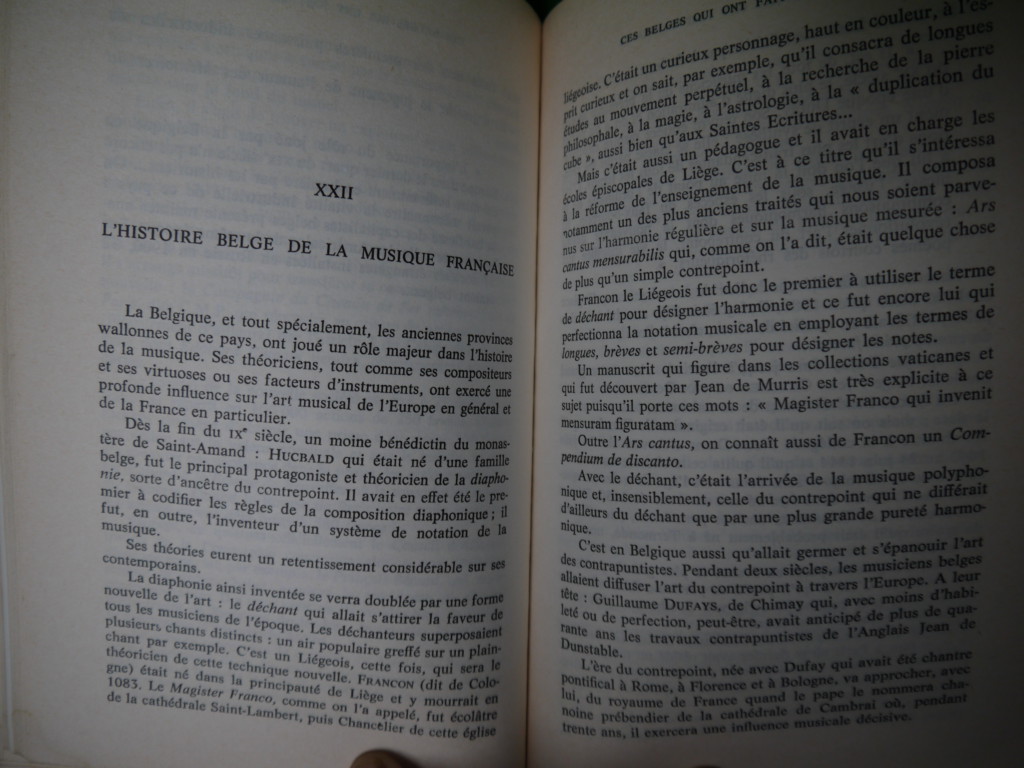 XXII
L'HISTOIRE BELGE DE LA MUSIQUE FRANÇAISE
La Belgique, et tout spécialement, les anciennes provinces
wallonnes de ce pays, ont joué un rôle majeur dans l'histoire
de la musique. Ses théoriciens, tout comme ses compositeurs
et ses virtuoses ou ses facteurs d'instruments, ont exercé une
profonde influence sur l'art musical de l'Europe en général et
de la France en particulier.
Dès la fin du IXe siècle, un moine bénédictin du monas-
tère de Saint-Amand : HUCBALD qui était né d'une famille
belge, fut le principal protagoniste et théoricien de la diapho-
nie, sorte d'ancêtre du contrepoint. Il avait en effet été le pre-
mier à codifier les règles de la composition diaphonique ; il
fut, en outre, l'inventeur d'un système de notation de la
musique.
Ses théories eurent un retentissement considérable sur ses
contemporains.
La diaphonie ainsi inventée se verra doublée par une forme
nouvelle de l'art : le déchant qui allait s'attirer la faveur de
tous les musiciens de l'époque. Les déchanteurs superposaient
plusieurs chants distincts : un air populaire greffé sur un plain-
chant par exemple. C'est un Liégeois, cette fois, qui sera le
théoricien de cette technique nouvelle. FRANCON (dit de Colo-
gne) était né dans la principauté de Liège et y mourrait en
1083. Le Magister Franco, comme on l'a appelé, fut écolâtre
de la cathédrale Saint-Lambert, puis Chancelier de cette église
CES BELGES QUI ONT
liégeoise. C'était un curieux personnage, haut en couleur, à l'es-
prit curieux et on sait, par exemple, qu'il consacra de longues
études au mouvement perpétuel, à la recherche de la pierre
philosophale, à la magie, à l'astrologie, à la « duplication du
cube », aussi bien qu'aux Saintes Ecritures...
Mais c'était aussi un pédagogue et il avait en charge les
écoles épiscopales de Liège. C'est à ce titre qu'il s'intéressa
à la réforme de l'enseignement de la musique. Il composa
notamment un des plus anciens traités qui nous soient parve-
nus sur l'harmonie régulière et sur la musique mesurée : Ars
cantus mensurabilis qui, comme on l'a dit, était quelque chose
de plus qu'un simple contrepoint.
Francon le Liégeois fut donc le premier à utiliser le terme
de déchant pour désigner l'harmonie et ce fut encore lui qui
perfectionna la notation musicale en employant les termes de
longues, brèves et semi-brèves pour désigner les notes.
Un manuscrit qui figure dans les collections vaticanes et
qui fut découvert par Jean de Murris est très explicite à ce
sujet puisqu'il porte ces mots : « Magister Franco qui invenit
mensuram figuratam ».
Outre l'Ars cantus, on connaît aussi de Francon un Com-
pendium de discanto.
Avec le déchant, c'était l'arrivée de la musique polypho-
nique et, insensiblement, celle du contrepoint qui ne différait
d'ailleurs du déchant que par une plus grande pureté harmo-
nique.
C'est en Belgique aussi qu'allait germer et s'épanouir l'art
des contrapuntistes. Pendant deux siècles, les musiciens belges
allaient diffuser l'art du contrepoint à travers l'Europe. A leur
tête : Guillaume DUFAYS, de Chimay qui, avec moins d'habi-
leté ou de perfection, peut-être, avait anticipé de plus de qua-
rante ans les travaux contrapuntistes de l'Anglais Jean de
Dunstable.
L'ère du contrepoint, née avec Dufay qui avait été chantre
pontifical à Rome, à Florence et à Bologne, va approcher, avec
lui, du royaume de France quand le pape le nommera cha-
noine prébendier de la cathédrale de Cambrai où, pendant
trente ans, il exercera une influence musicale décisive.